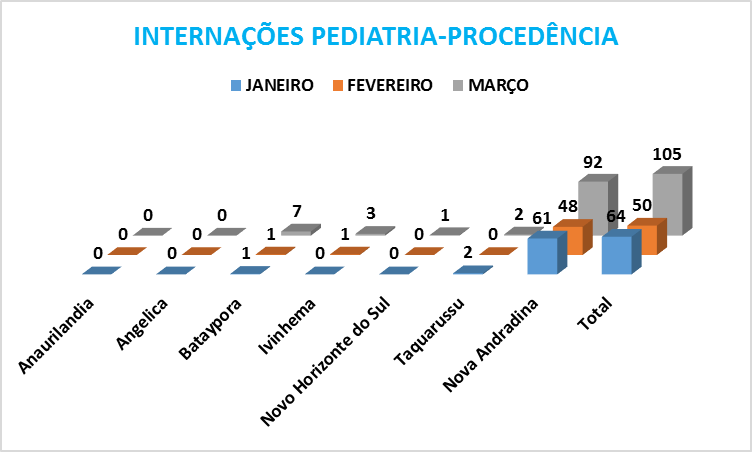 INTERNAÇÕES PEDIATRIA-PROCEDÊNCIA
JANEIRO FEVEREIRO MARÇO
0 0 7 3 1 2 92 105
0 0 1 1 0 0 48 50
0 0 1 0 0 2 61 64
Anaurilandia
Angelica
Bataypora
Ivinhema
Novo Horizonte do Sul
Taquarussu
Nova Andradina
Total